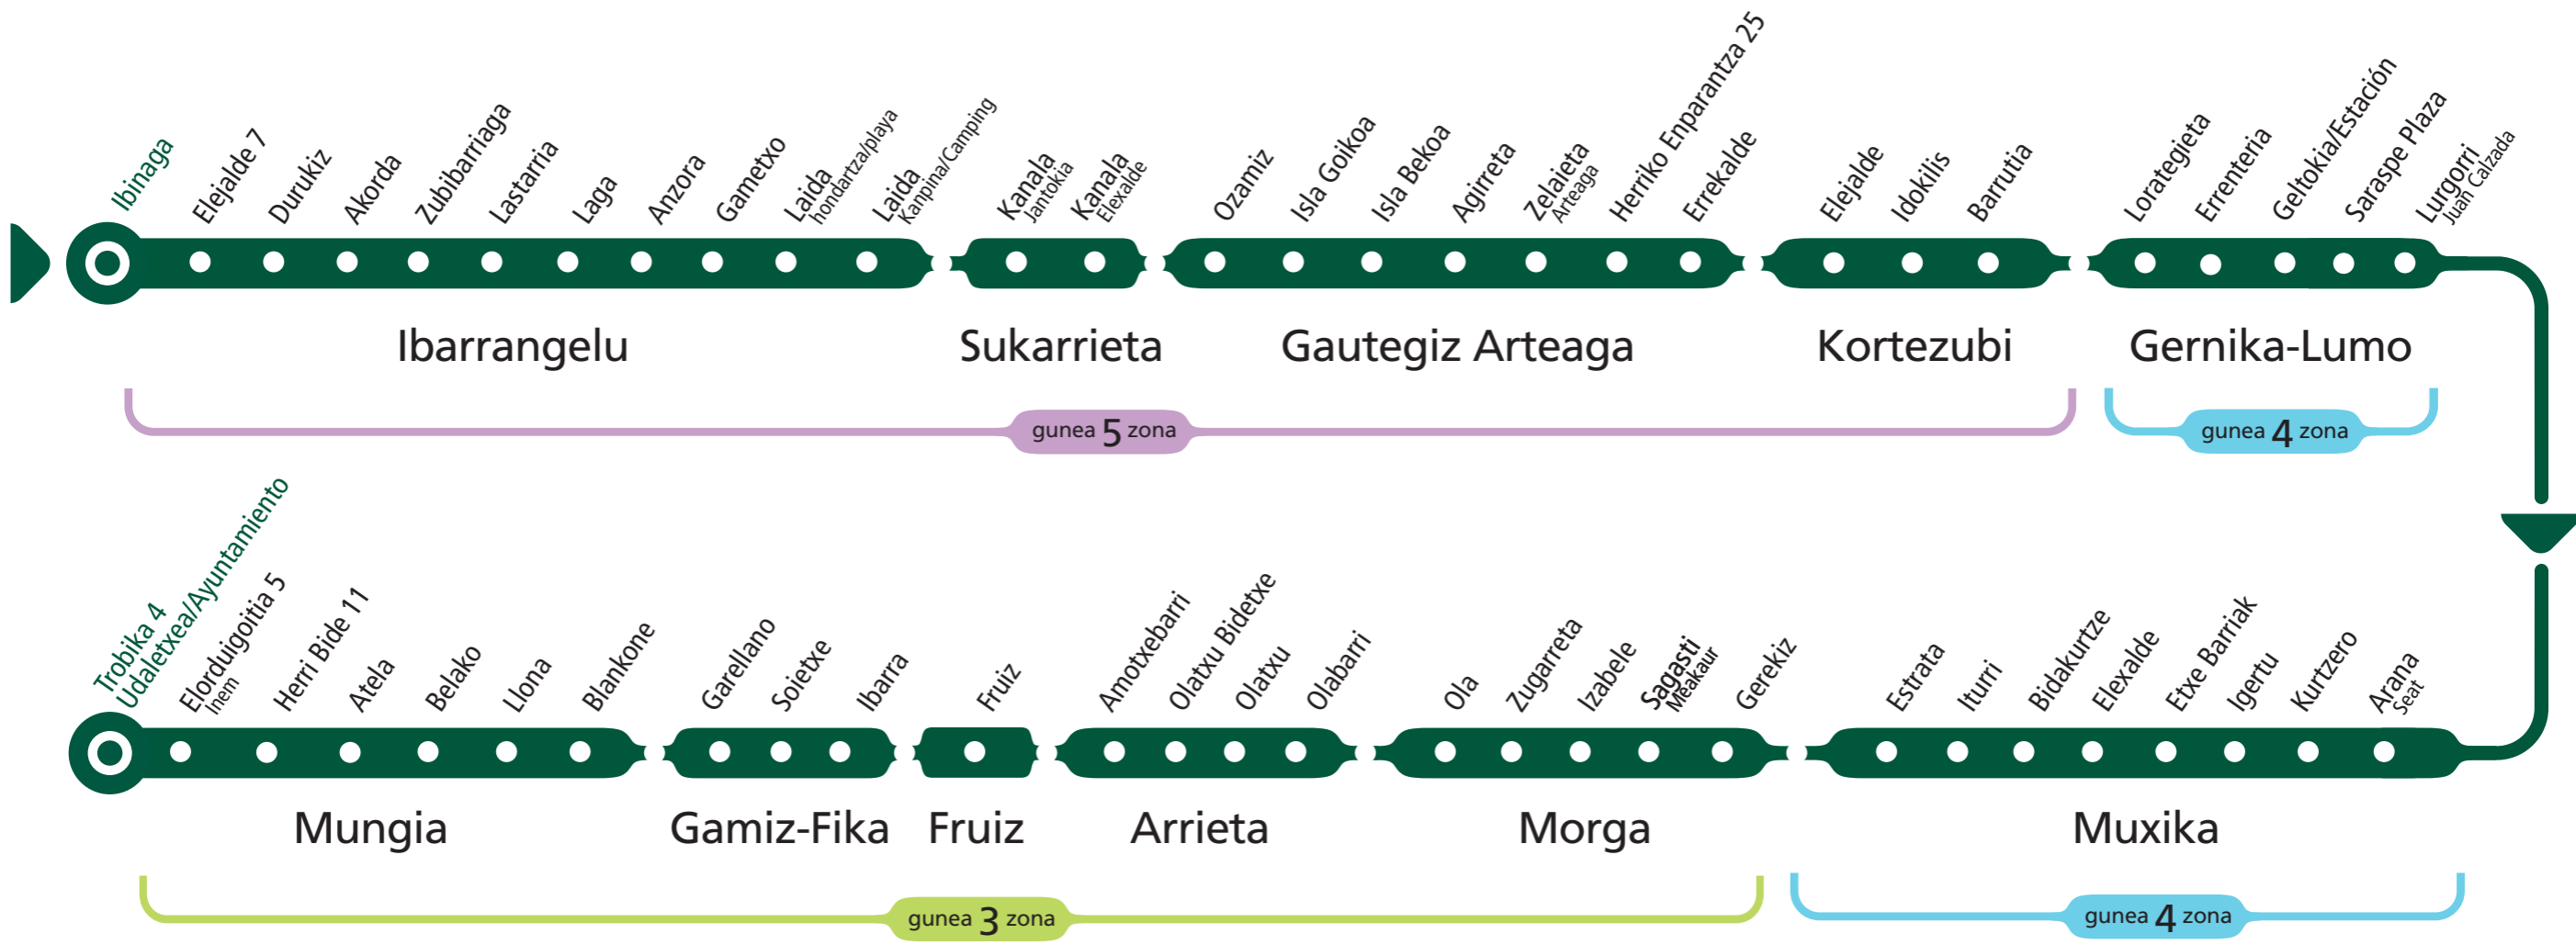 Ibinaga
Elejalde 7
Durukiz
Akorda
Zubibarriaga
Lastarria
Laga
Anzora
Gametxo
Laida
hondartza/playa
Laida
Kanpina/Camping
Kanala
Jantokia
Kanala
Elexalde
Ozamiz
Isla Goikoa
Isla Bekoa
Agirreta
Zelaieta
Arteaga
Herriko Enparantza 25
Errekalde
Elejalde
Idokilis
Barrutia
Lorategieta
Errenteria
Geltokia/Estación
Saraspe Plaza
Lurgorri
Juan Calzada
Ibarrangelu
Sukarrieta
Gautegiz Arteaga
Kortezubi
Gernika-Lumo
gunea 5 zona
gunea 4 zona
Trobika 4
Udaletxea/Ayuntamiento
Elorduigoitia 5
Inem
Herri Bide 11
Atela
Belako
Llona
Blankone
Garellano
Soietxe
Ibarra
Fruiz
Amotxebarri
Olatxu Bidetxe
Olatxu
Olabarri
Ola
Zugarreta
Izabele
Sagasti
Meakaur
Gerekiz
Estrata
Iturri
Bidakurtze
Elexalde
Etxe Barriak
Igertu
Kurtzero
Arana
Seat
Mungia
Gamiz-Fika
Fruiz
Arrieta
Morga
Muxika
gunea 3 zona
gunea 4 zona